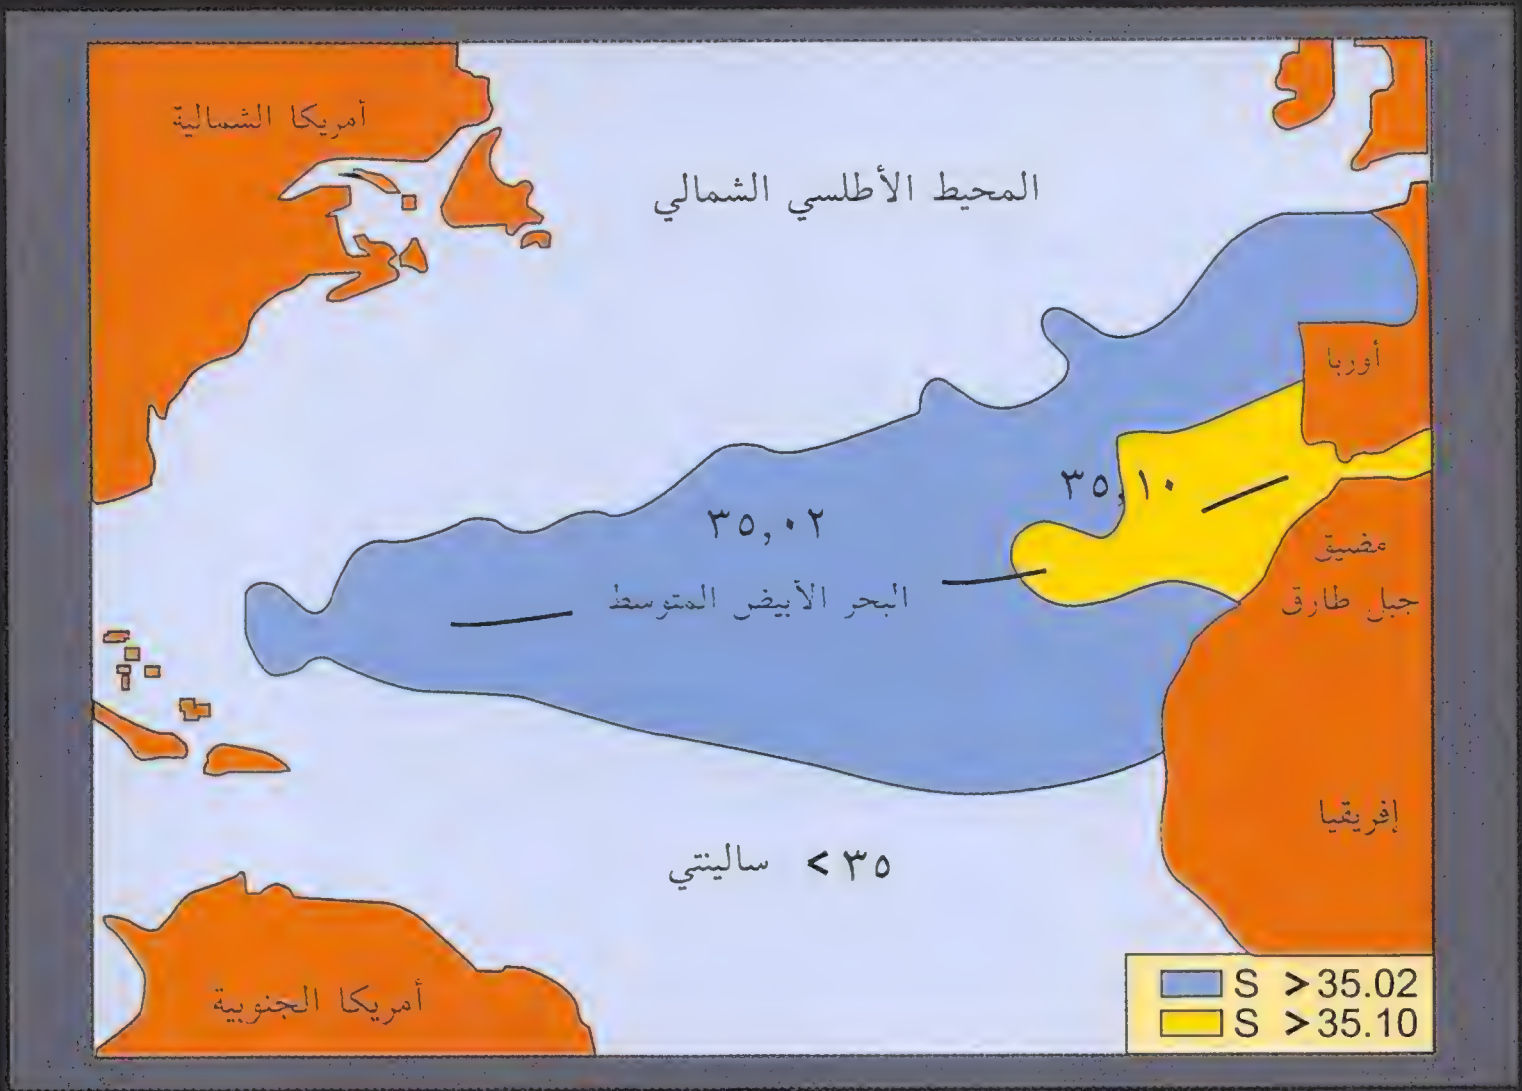 أمريكا الشمالية
المحيط الأطلسي الشمالي
أوربا
٣٥,١٠
٣٥,٠٢
مضيق
جبل طارق
البحر الأبيض المتوسط
إفريقيا
سالينتي > ٣٥
أمريكا الجنوبية
S >35.02
S >35.10